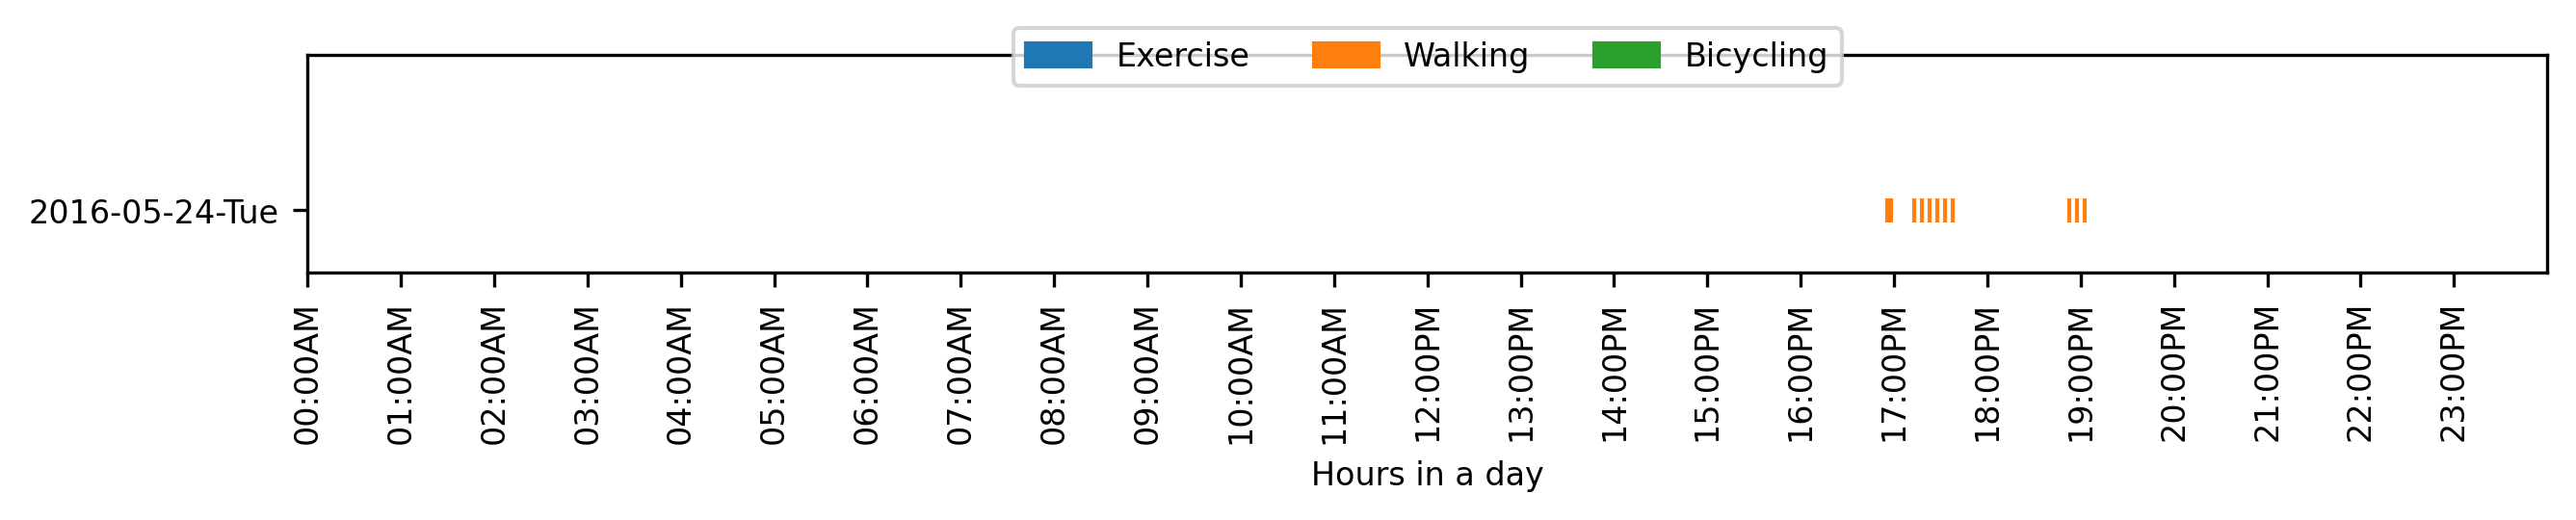 Exercise Walking Bicycling
2016-05-24-Tue
00:00AM
01:00AM
02:00AM
03:00AM
04:00AM
05:00AM
06:00AM
07:00AM
08:00AM
09:00AM
10:00AM
11:00AM
12:00PM
13:00PM
14:00PM
15:00PM
16:00PM
17:00PM
18:00PM
19:00PM
20:00PM
21:00PM
22:00PM
23:00PM
Hours in a day